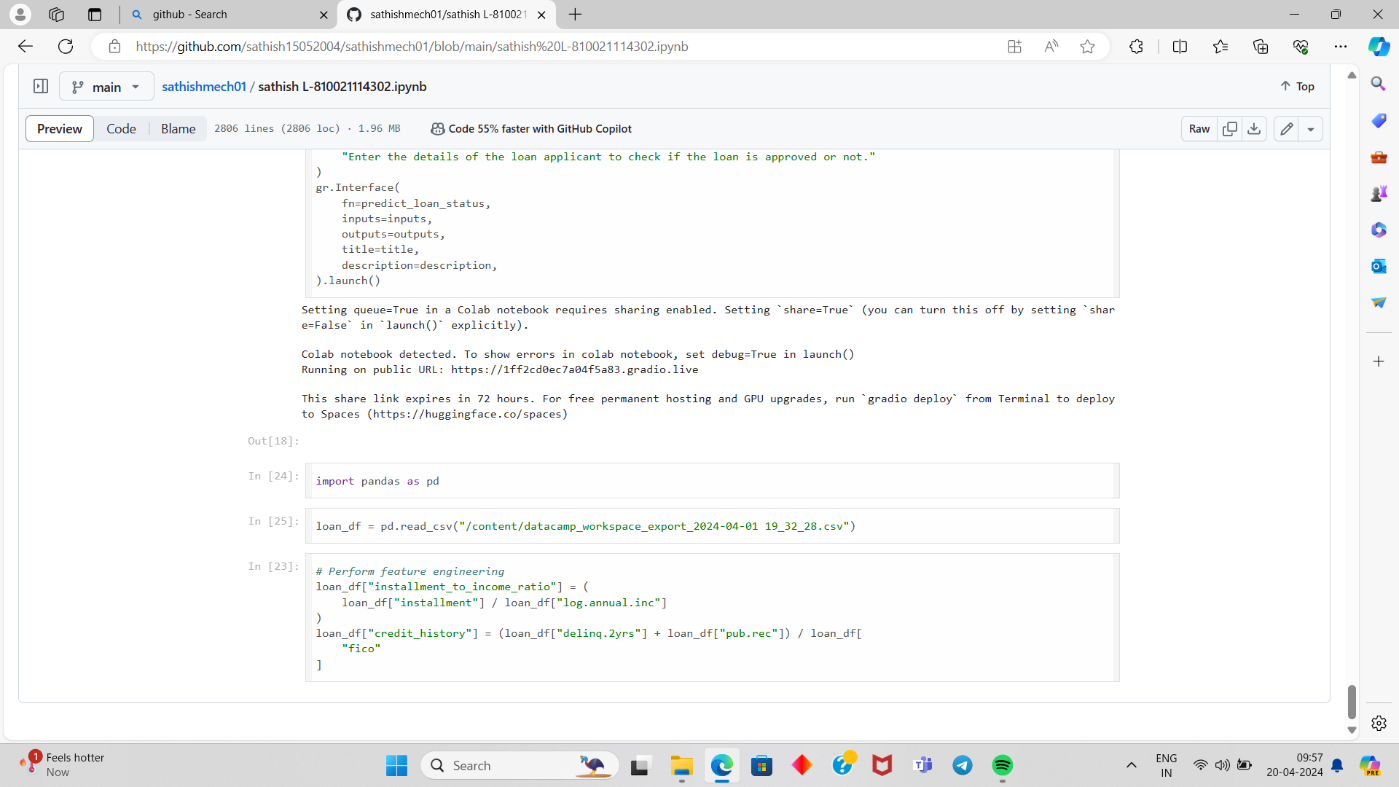 github - Search
sathishmech01/sathish L-810021
https://github.com/sathish15052004/sathishmech01/blob/main/sathish%20L-810021114302.ipynb
main
sathishmech01 / sathish L-810021114302.ipynb
Top
Preview
Code
Blame
2806 lines (2806 loc) · 1.96 MB
Code 55% faster with GitHub Copilot
Raw
"Enter the details of the loan applicant to check if the loan is approved or not."
)
gr.Interface(
fn=predict_loan_status,
inputs=inputs,
outputs=outputs,
title=title,
description=description,
).launch()
Setting queue=True in a Colab notebook requires sharing enabled. Setting `share=True` (you can turn this off by setting `shar
e=False` in `launch()` explicitly).
Colab notebook detected. To show errors in colab notebook, set debug=True in launch()
Running on public URL: https://1ff2cd0ec7a04f5a83.gradio.live
This share link expires in 72 hours. For free permanent hosting and GPU upgrades, run `gradio deploy` from Terminal to deploy
to Spaces (https://huggingface.co/spaces)
Out[18]:
In [24]:
import pandas as pd
In [25]:
loan_df = pd.read_csv("/content/datacamp_workspace_export_2024-04-01 19_32_28.csv")
In [23]:
# Perform feature engineering
loan_df["installment_to_income_ratio"] = (
loan_df["installment"] / loan_df["log.annual.inc"]
)
loan_df["credit_history"] = (loan_df["delinq.2yrs"] + loan_df["pub.rec"]) / loan_df[
"fico"
]
1
Feels hotter
Now
Search
ENG
IN
09:57
20-04-2024
PRE